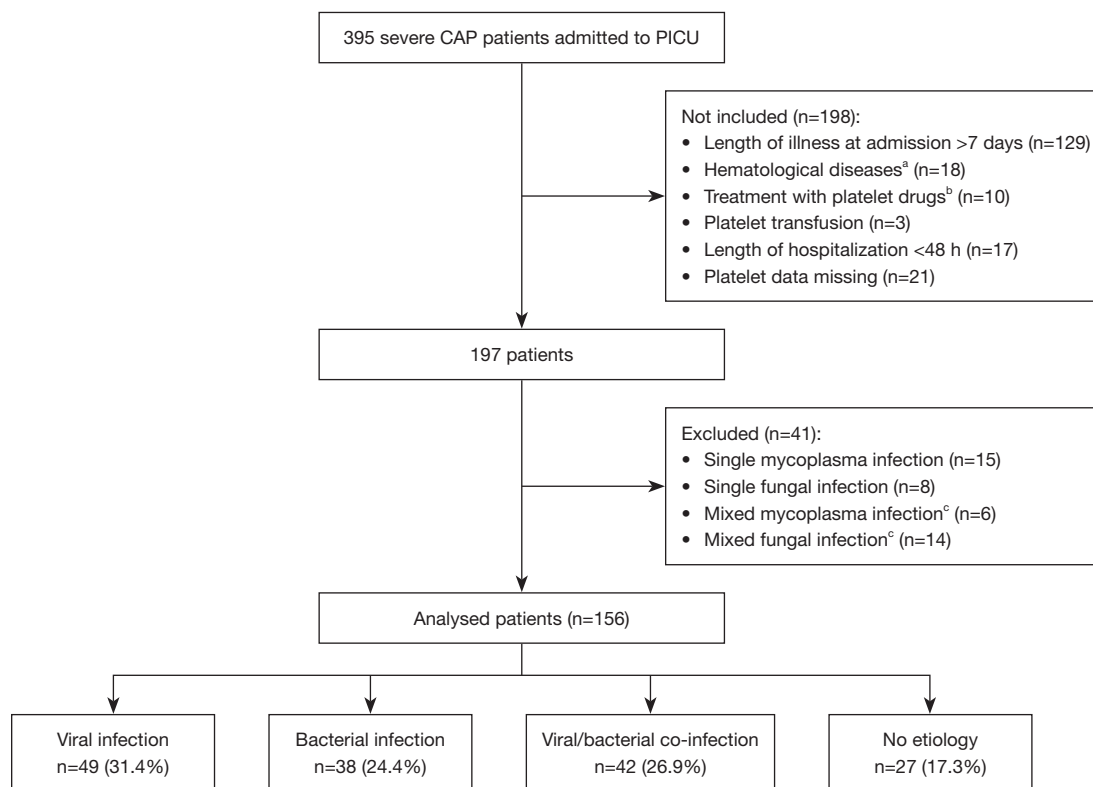 395 severe CAP patients admitted to PICU
Not included (n=198):
• Length of illness at admission >7 days (n=129)
• Hematological diseasesᵃ (n=18)
• Treatment with platelet drugsᵇ (n=10)
• Platelet transfusion (n=3)
• Length of hospitalization <48 h (n=17)
• Platelet data missing (n=21)
197 patients
Excluded (n=41):
• Single mycoplasma infection (n=15)
• Single fungal infection (n=8)
• Mixed mycoplasma infectionᶜ (n=6)
• Mixed fungal infectionᶜ (n=14)
Analysed patients (n=156)
Viral infection
n=49 (31.4%)
Bacterial infection
n=38 (24.4%)
Viral/bacterial co-infection
n=42 (26.9%)
No etiology
n=27 (17.3%)